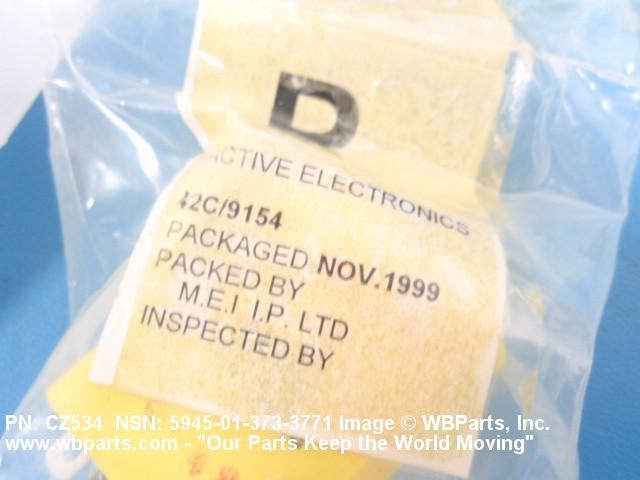 D
ACTIVE ELECTRONICS
42C/9154
PACKAGED NOV.1999
PACKED BY
M.E.I I.P. LTD
INSPECTED BY
PN: CZ534 NSN: 5945-01-373-3771 Image © WBParts, Inc.
www.wbparts.com - "Our Parts Keep the World Moving"